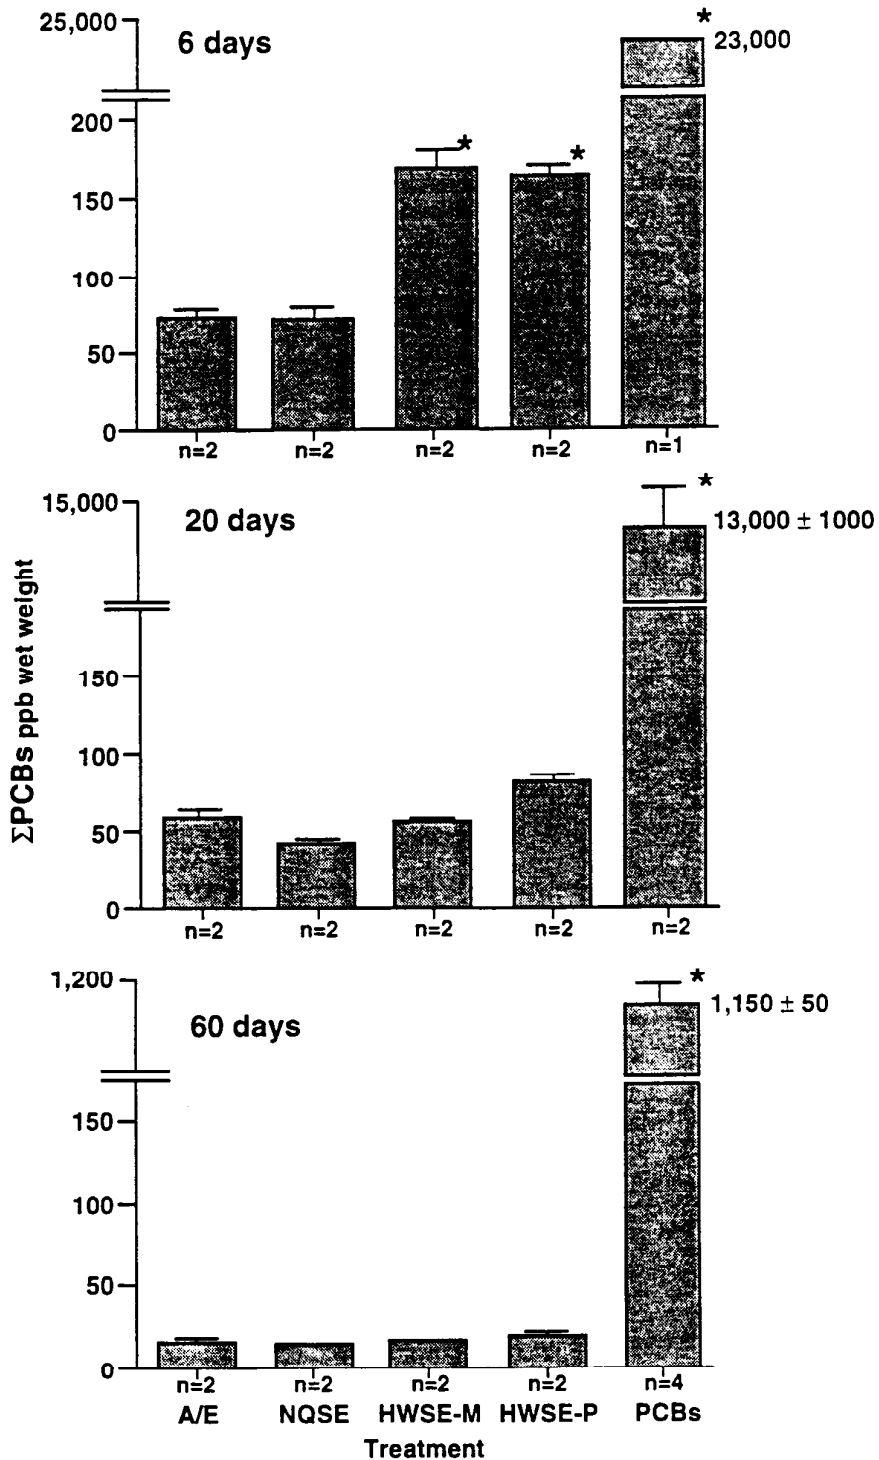 25,000
6 days
*
23,000
200
*
*
150
100
50
0
n=2
n=2
n=2
n=2
n=1
ΣPCBs ppb wet weight
15,000
20 days
*
13,000 ± 1000
150
100
50
0
n=2
n=2
n=2
n=2
n=2
1,200
60 days
*
1,150 ± 50
150
100
50
0
n=2
n=2
n=2
n=2
n=4
A/E
NQSE
HWSE-M
HWSE-P
PCBs
Treatment